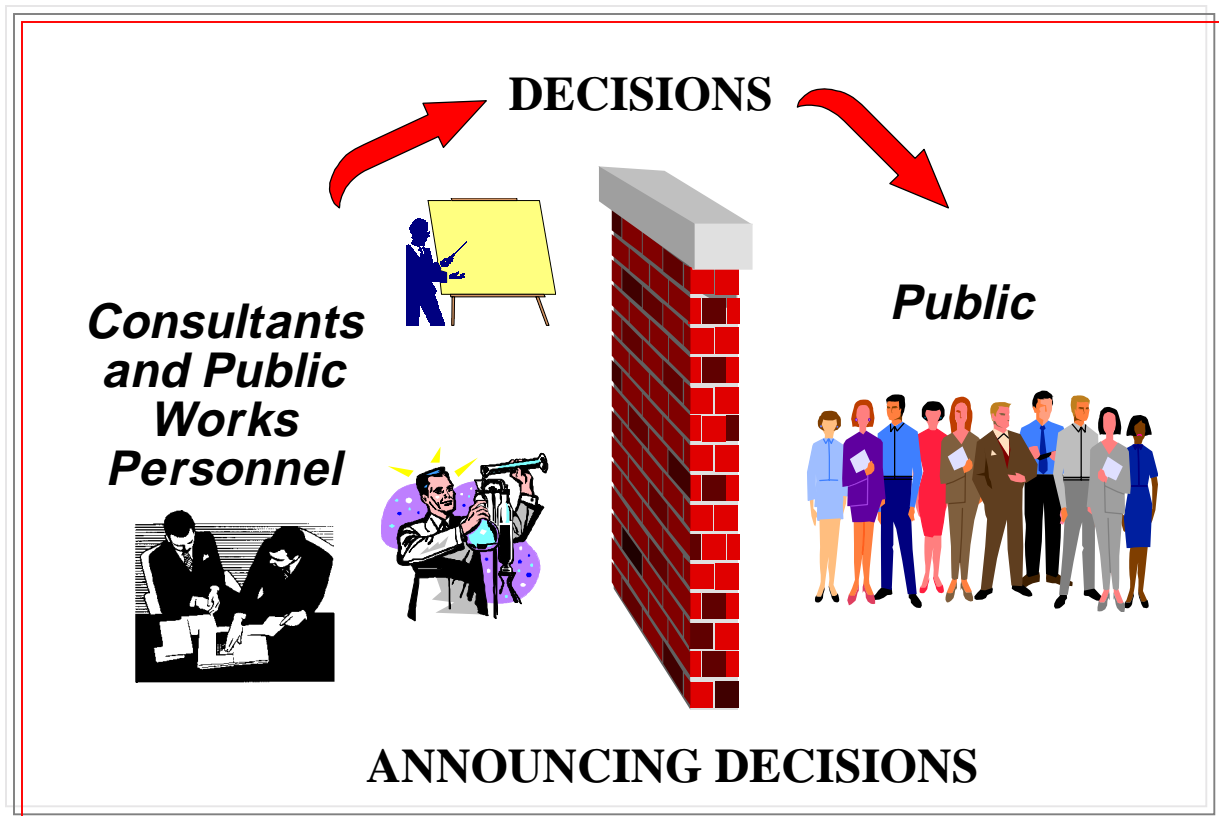 DECISIONS
Consultants
and Public
Works
Personnel
Public
ANNOUNCING DECISIONS